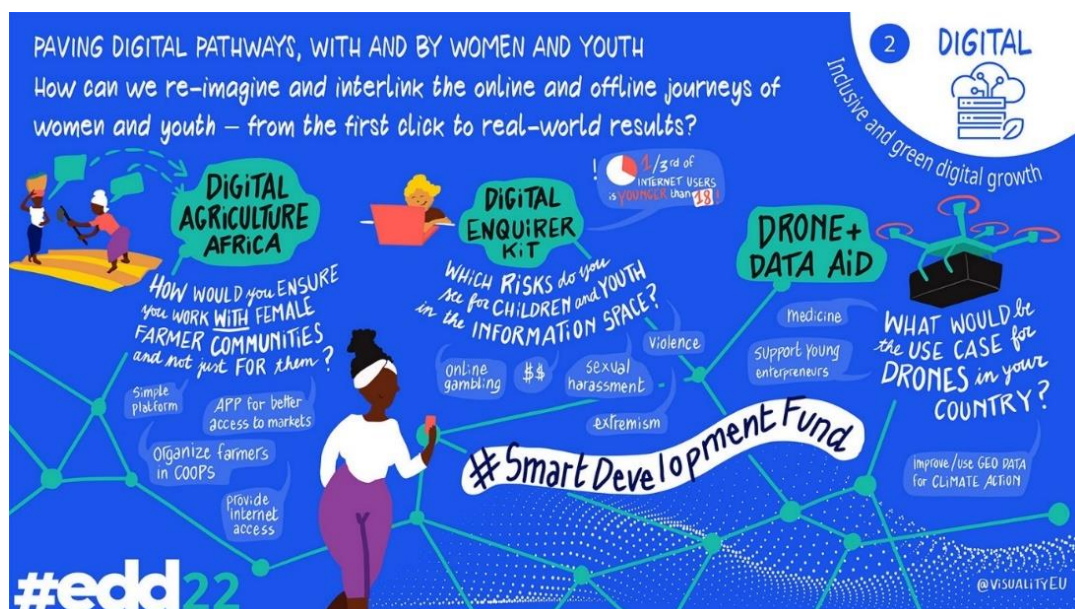 PAVING DIGITAL PATHWAYS, WITH AND BY WOMEN AND YOUTH
How can we re-imagine and interlink the online and offline journeys of
women and youth – from the first click to real-world results?
2
DIGITAL
Inclusive and green digital growth
DIGITAL
AGRICULTURE
AFRICA
HOW WOULD you ENSURE
you WORK WITH FEMALE
FARMER COMMUNITIES
and not just FOR them?
Simple
platform
APP for better
access to markets
Organize farmers
in COOPS
Provide
internet
access
DIGITAL
ENQUIRER
KIT
! 1/3rd of
INTERNET USERS
is YOUNGER than 18!
WHICH RISKS do you
see for CHILDREN and YOUTH
in the INFORMATION SPACE?
Online
gambling
$$
sexual
harassment
Violence
extremism
DRONE+
DATA AID
WHAT WOULD be
the USE CASE for
DRONES in your
COUNTRY?
medicine
Support young
enterpreneurs
Improve/use GEO DATA
for CLIMATE ACTION
#SmartDevelopmentFund
#edd22
@VISUALITYEU